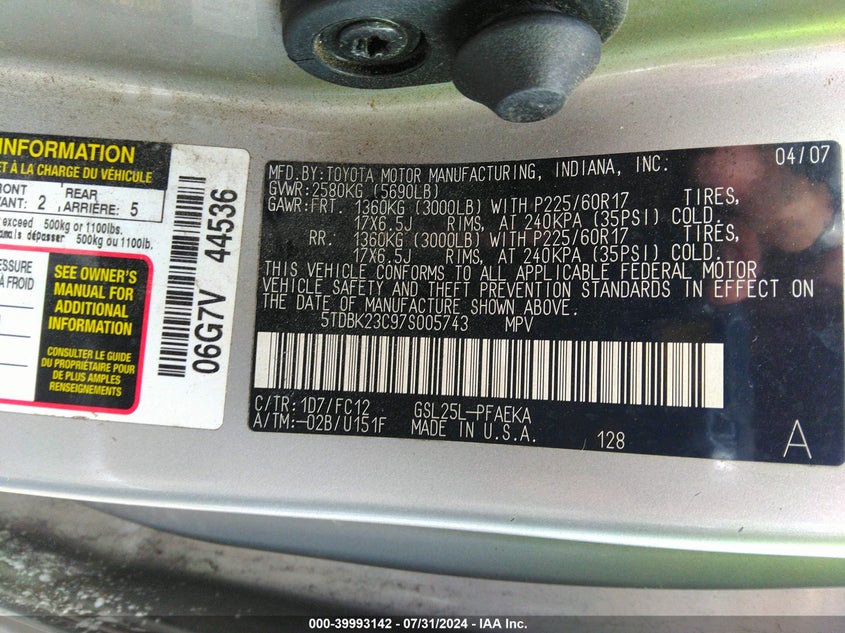 INFORMATION
ET À LA CHARGE DU VÉHICULE
FRONT
VANT: 2
REAR
ARRIÈRE: 5
exceed 500kg or 1100lbs.
jamais dépasser 500kg ou 1100lb.
À FROID
SEE OWNER'S
MANUAL FOR
ADDITIONAL
INFORMATION
CONSULTER LE GUIDE
DU PROPRIÉTAIRE POUR
DE PLUS AMPLES
RENSEIGNEMENTS
06G7V 44536
MFD.BY:TOYOTA MOTOR MANUFACTURING, INDIANA, INC. 04/07
GVWR:2580KG (5690LB)
GAWR:FRT. 1360KG (3000LB) WITH P225/60R17 TIRES,
17X6.5J RIMS, AT 240KPA (35PSI) COLD.
RR. 1360KG (3000LB) WITH P225/60R17 TIRES,
17X6.5J RIMS, AT 240KPA (35PSI) COLD.
THIS VEHICLE CONFORMS TO ALL APPLICABLE FEDERAL MOTOR
VEHICLE SAFETY AND THEFT PREVENTION STANDARDS IN EFFECT ON
THE DATE OF MANUFACTURE SHOWN ABOVE.
5TDBK23C97S005743 MPV
C/TR:1D7/FC12 GSL25L-PFAEKA
A/TM:-02B/U151F MADE IN U.S.A. 128 A
000-39993142 - 07/31/2024 - IAA Inc.